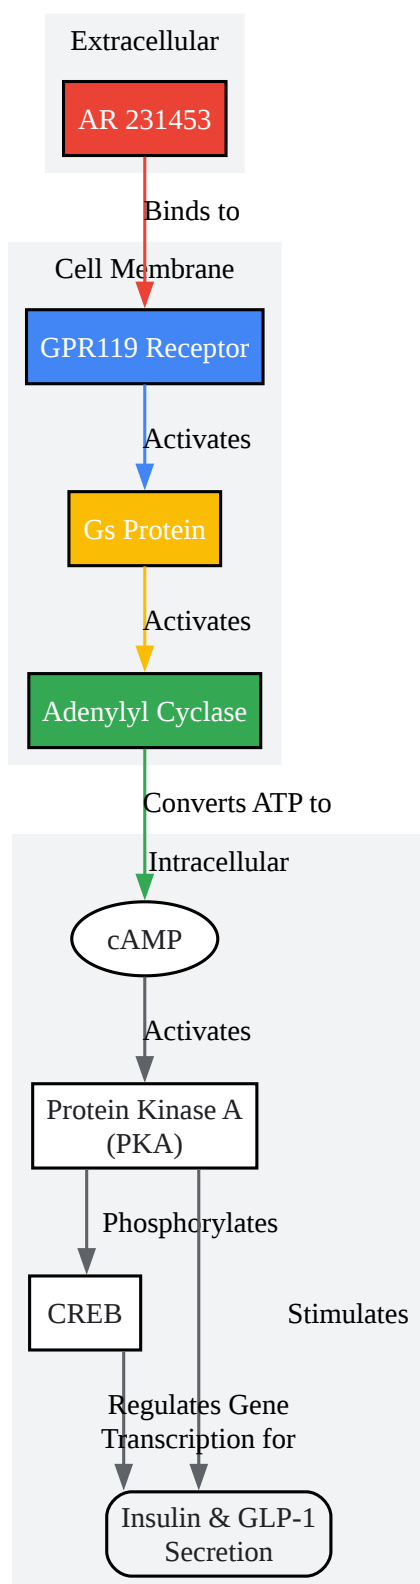 Extracellular
AR 231453
Binds to
Cell Membrane
GPR119 Receptor
Activates
Gs Protein
Activates
Adenylyl Cyclase
Converts ATP to
Intracellular
cAMP
Activates
Protein Kinase A
(PKA)
Phosphorylates
CREB
Stimulates
Regulates Gene
Transcription for
Insulin & GLP-1
Secretion